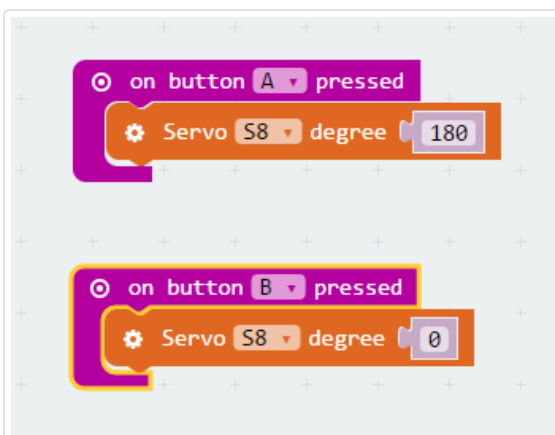 on button A pressed
Servo S8 degree 180
on button B pressed
Servo S8 degree 0